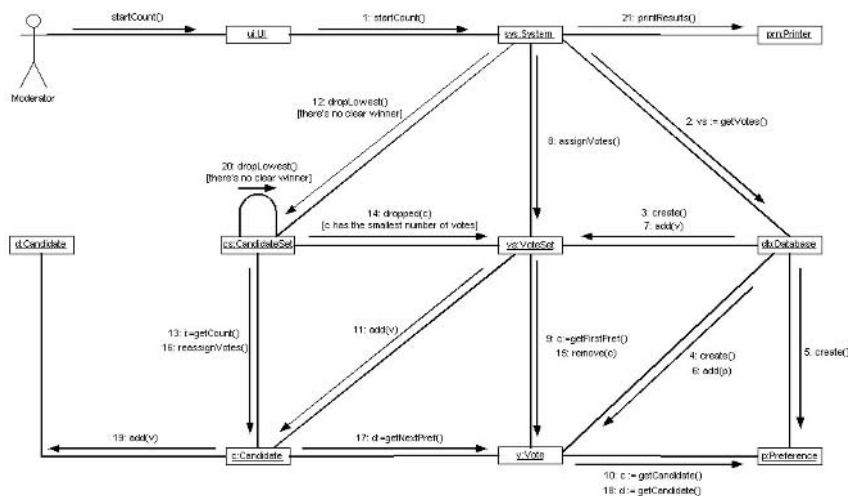 startCount()
1: startCount()
21: printResults()
ui:UI
sys:System
prn:Printer
Moderator
12: dropLowest()
[there's no clear winner]
2: vs := getVotes()
8: assignVotes()
20: dropLowest()
[there's no clear winner]
14: dropped(c)
[c has the smallest number of votes]
3: create()
7: add(v)
d:Candidate
cs:CandidateSet
vs:VoteSet
db:Database
13: i:=getCount()
16: reassignVotes()
11: add(v)
9: c:=getFirstPref()
15: remove(c)
4: create()
6: add(p)
5: create()
19: add(v)
17: d:=getNextPref()
c:Candidate
v:Vote
p:Preference
10: c := getCandidate()
18: d := getCandidate()